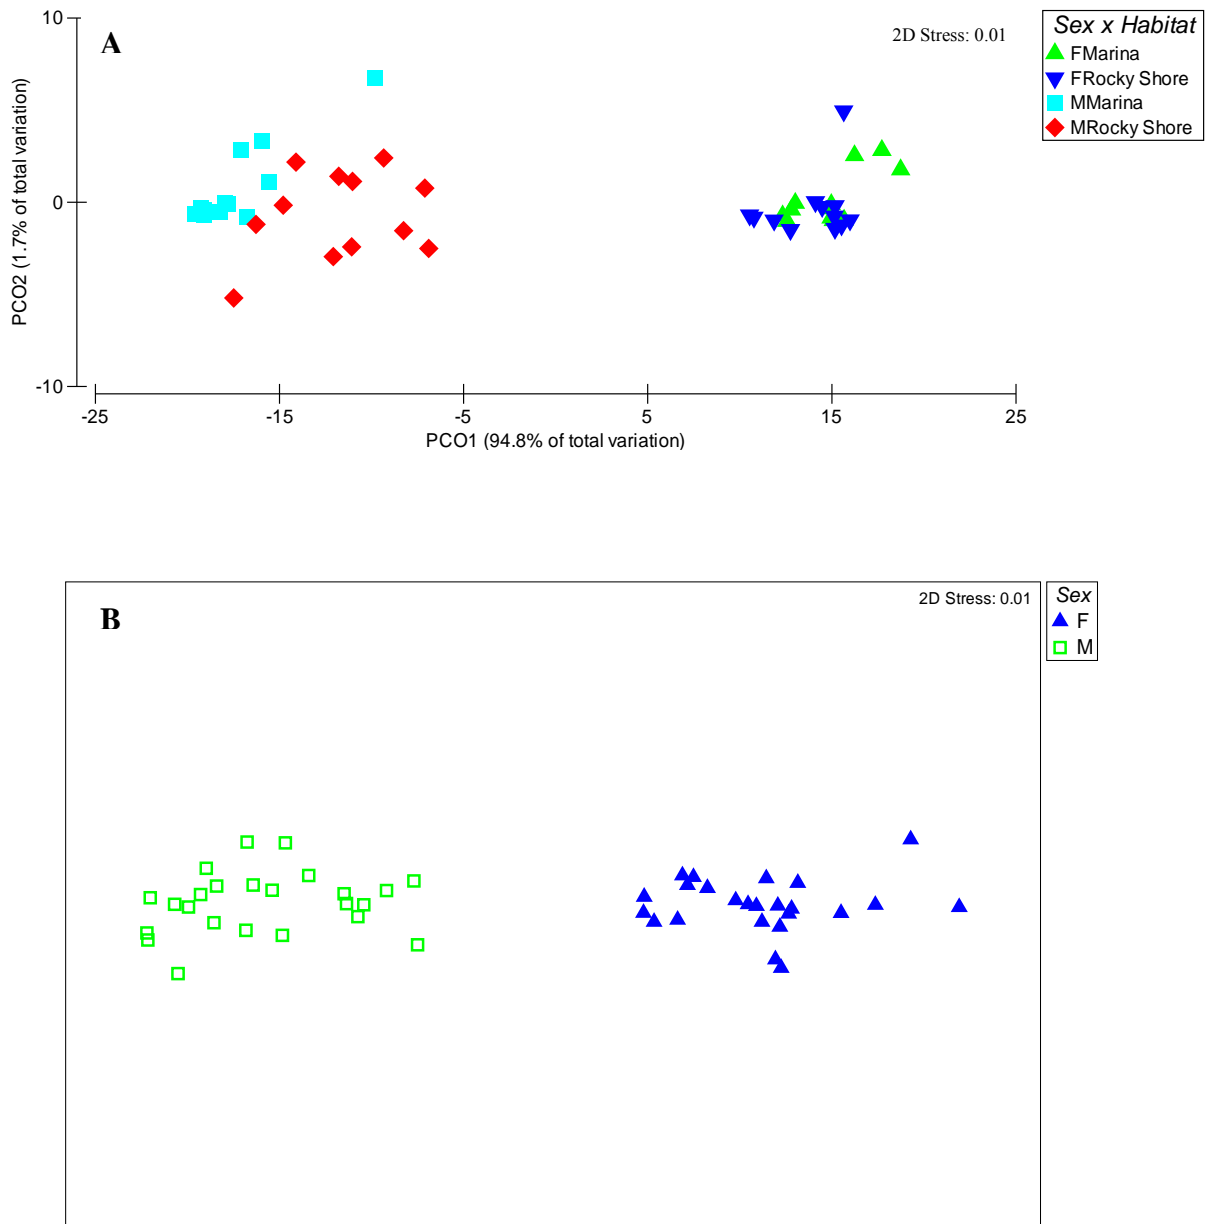 10
A
2D Stress: 0.01
Sex x Habitat
FMarina
FRocky Shore
MMarina
MRocky Shore
PCO2 (1.7% of total variation)
0
-10
-25
-15
-5
5
15
25
PCO1 (94.8% of total variation)
B
2D Stress: 0.01
Sex
F
M